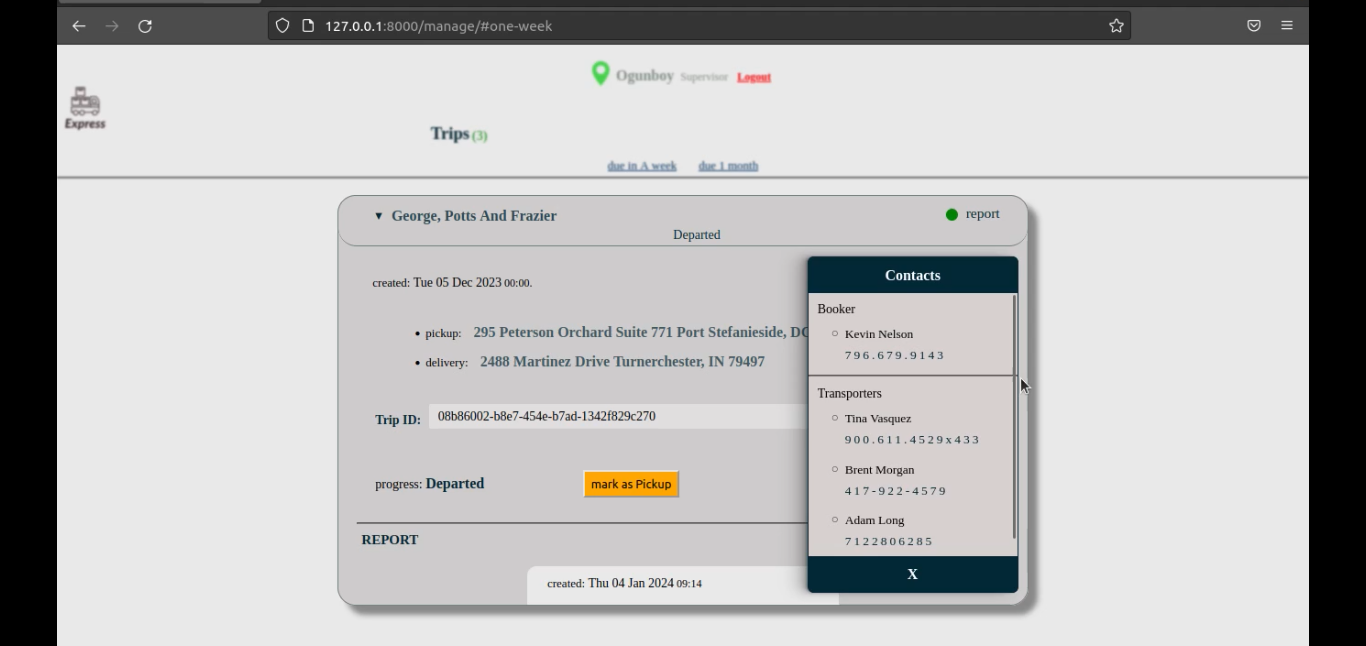 127.0.0.1:8000/manage/#one-week
Ogunboy Supervisor Logout
Express
Trips (3)
due in A week due 1 month
▼ George, Potts And Frazier
report
Departed
created: Tue 05 Dec 2023 00:00.
• pickup: 295 Peterson Orchard Suite 771 Port Stefanieside, DC
• delivery: 2488 Martinez Drive Turnerchester, IN 79497
Trip ID: 08b86002-b8e7-454e-b7ad-1342f829c270
progress: Departed
mark as Pickup
REPORT
created: Thu 04 Jan 2024 09:14
Contacts
Booker
Kevin Nelson
796.679.9143
Transporters
Tina Vasquez
900.611.4529x433
Brent Morgan
417-922-4579
Adam Long
7122806285
X